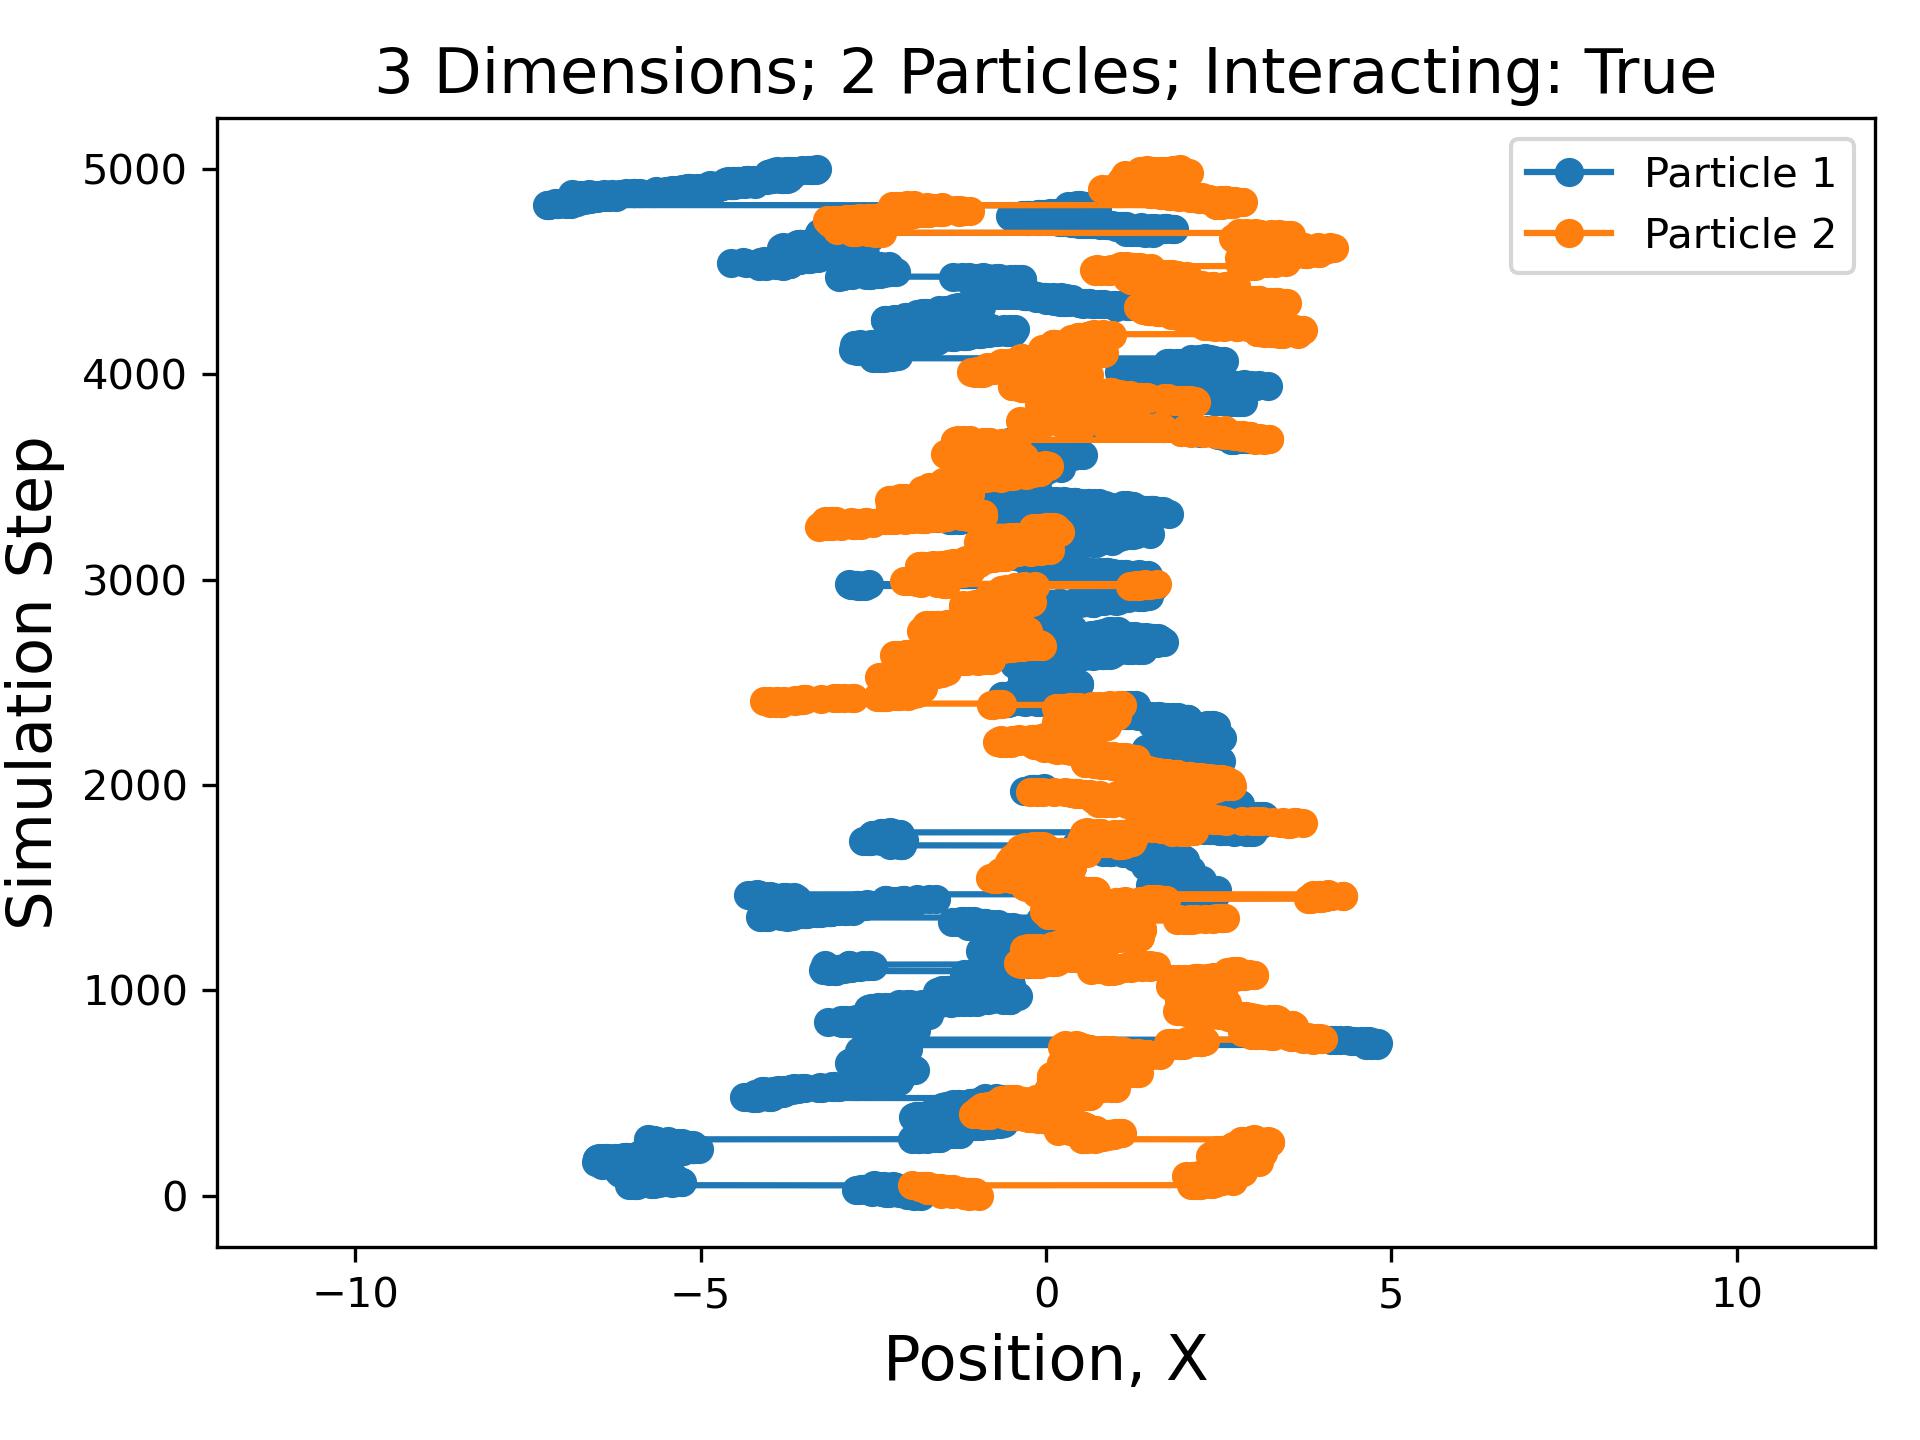 3 Dimensions; 2 Particles; Interacting: True
Particle 1
Particle 2
5000
4000
3000
2000
1000
0
Simulation Step
−10
−5
0
5
10
Position, X